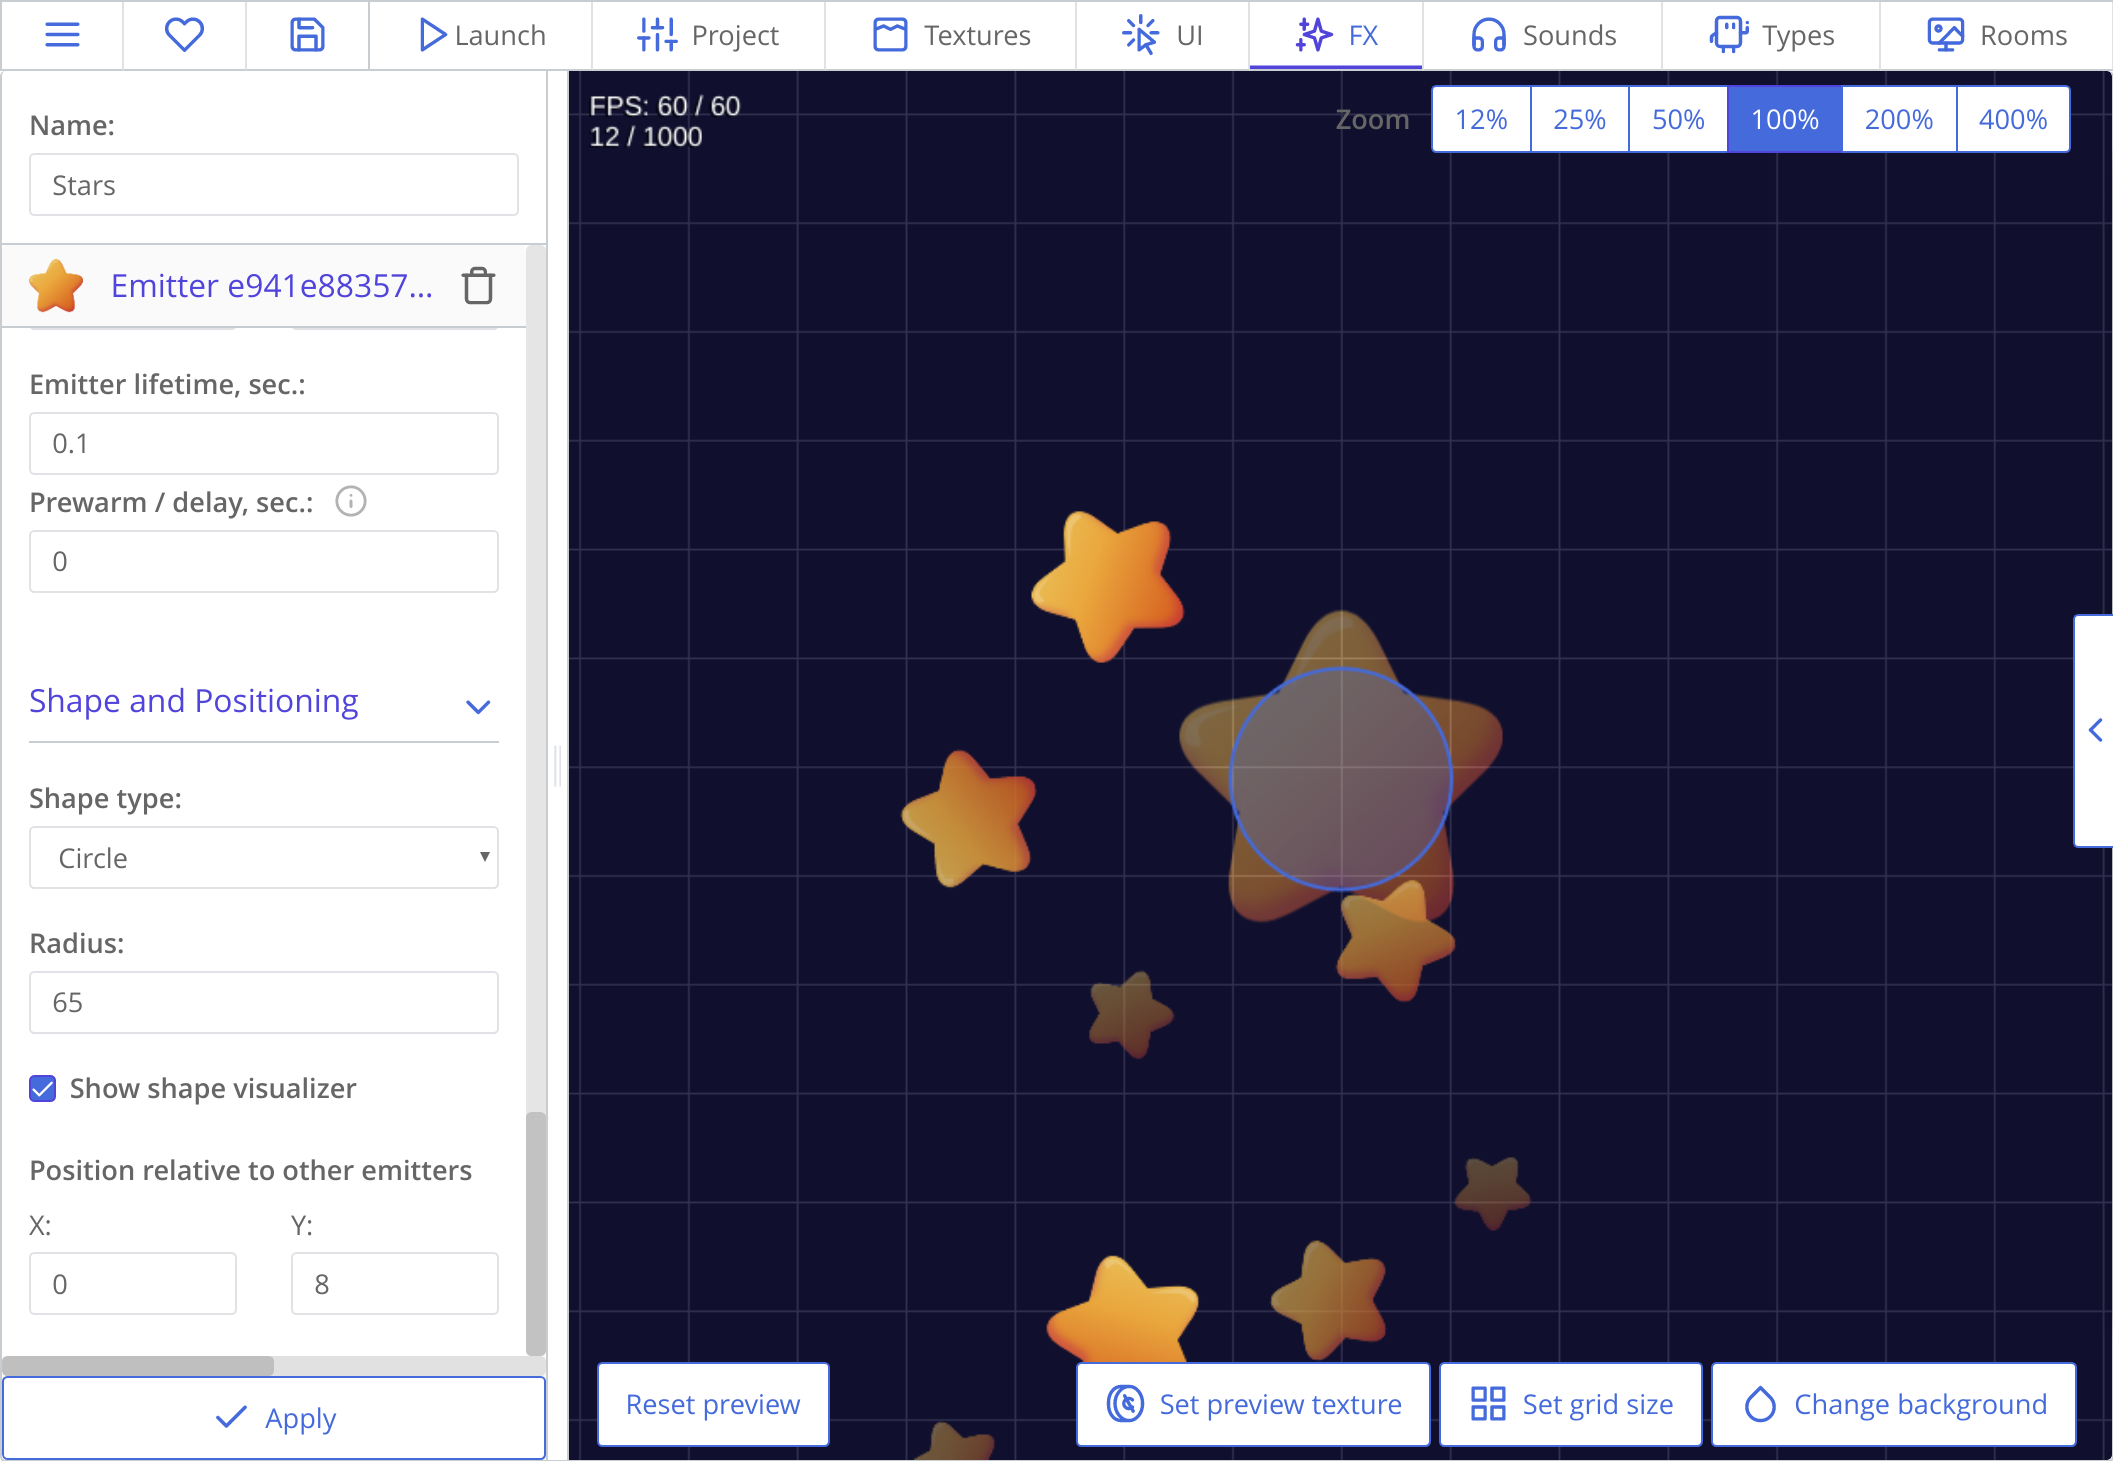 Launch
Project
Textures
UI
FX
Sounds
Types
Rooms
Name:
Stars
Emitter e941e88357...
Emitter lifetime, sec.:
0.1
Prewarm / delay, sec.:
0
Shape and Positioning
Shape type:
Circle
Radius:
65
Show shape visualizer
Position relative to other emitters
X:
Y:
0
8
Apply
FPS: 60 / 60
12 / 1000
Zoom
12%
25%
50%
100%
200%
400%
Reset preview
Set preview texture
Set grid size
Change background